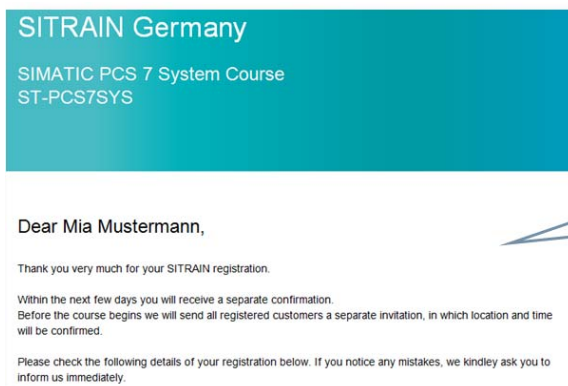 SITRAIN Germany
SIMATIC PCS 7 System Course
ST-PCS7SYS
Dear Mia Mustermann,
Thank you very much for your SITRAIN registration.
Within the next few days you will receive a separate confirmation.
Before the course begins we will send all registered customers a separate invitation, in which location and time
will be confirmed.
Please check the following details of your registration below. If you notice any mistakes, we kindley ask you to
inform us immediately.